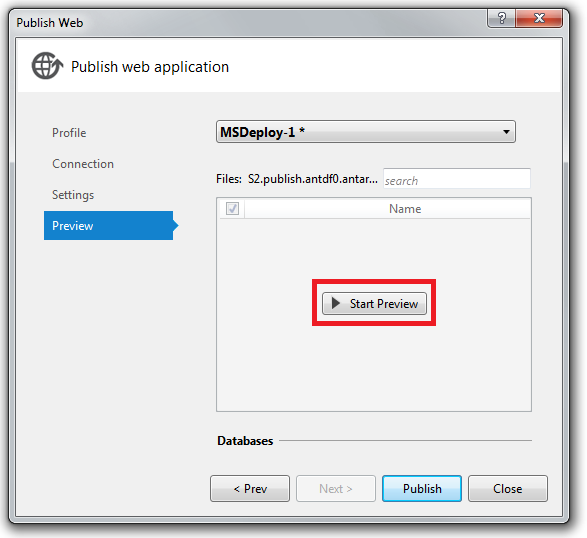 Publish Web
?
Publish web application
Profile
Connection
Settings
Preview
MSDeploy-1 *
Files: S2.publish.antdf0.antar... search
Name
Start Preview
Databases
< Prev Next > Publish Close